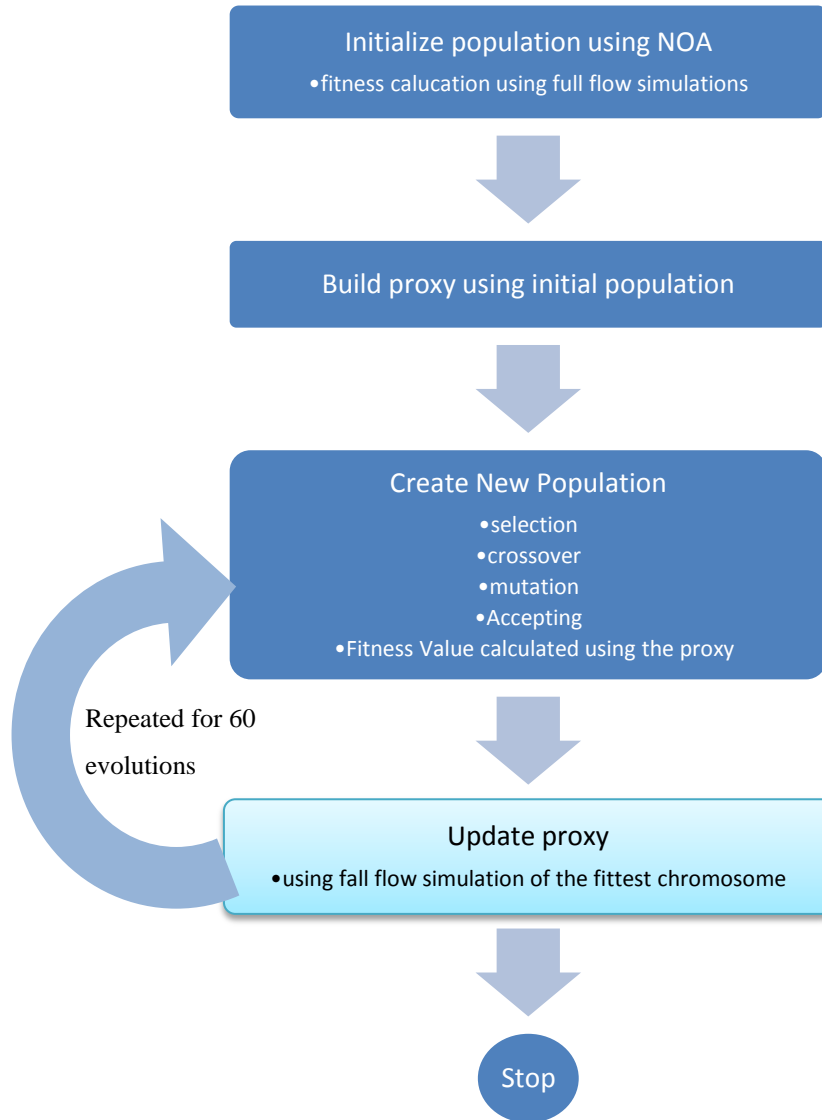 Initialize population using NOA
•fitness calucation using full flow simulations
Build proxy using initial population
Create New Population
•selection
•crossover
•mutation
•Accepting
•Fitness Value calculated using the proxy
Repeated for 60
evolutions
Update proxy
•using fall flow simulation of the fittest chromosome
Stop